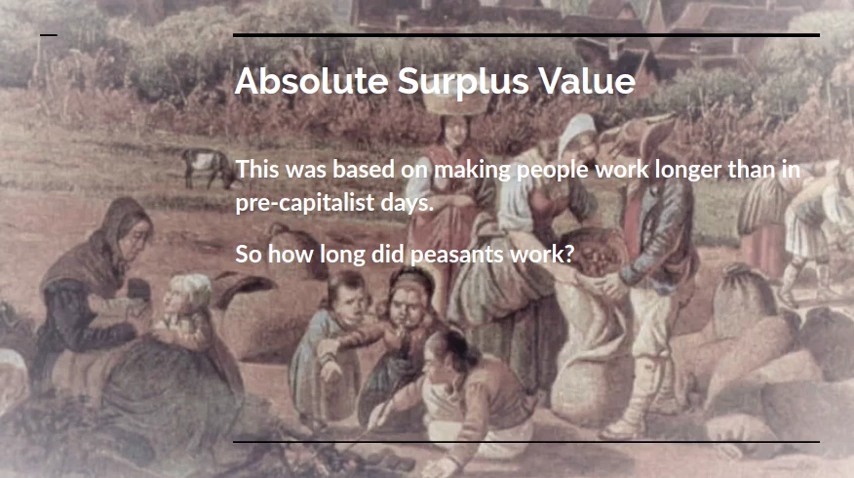 Absolute Surplus Value
This was based on making people work longer than in
pre-capitalist days.
So how long did peasants work?